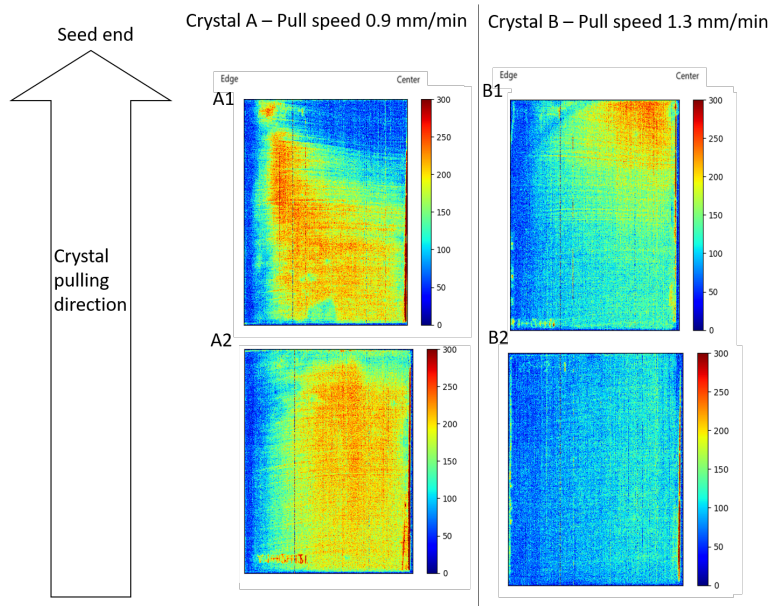 Crystal A – Pull speed 0.9 mm/min
Crystal B – Pull speed 1.3 mm/min
Seed end
Crystal
pulling
direction
Edge
Center
A1
300
250
200
150
100
50
0
Edge
Center
B1
300
250
200
150
100
50
0
A2
300
250
200
150
100
50
0
B2
300
250
200
150
100
50
0